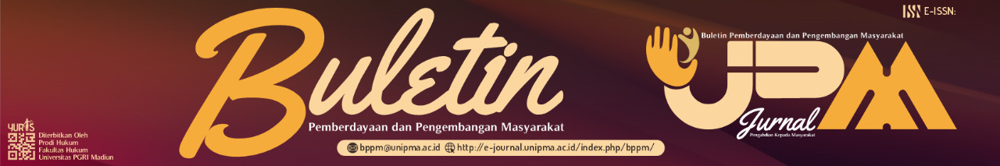 E-ISSN:
Buletin
Pemberdayaan dan Pengembangan Masyarakat
bppm@unipma.ac.id http://e-journal.unipma.ac.id/index.php/bppm/
Buletin Pemberdayaan dan Pengembangan Masyarakat
JPM
Jurnal
Pengabdian Kepada Masyarakat
YURIS
Diterbitkan Oleh
Prodi Hukum
Fakultas Hukum
Universitas PGRI Madiun